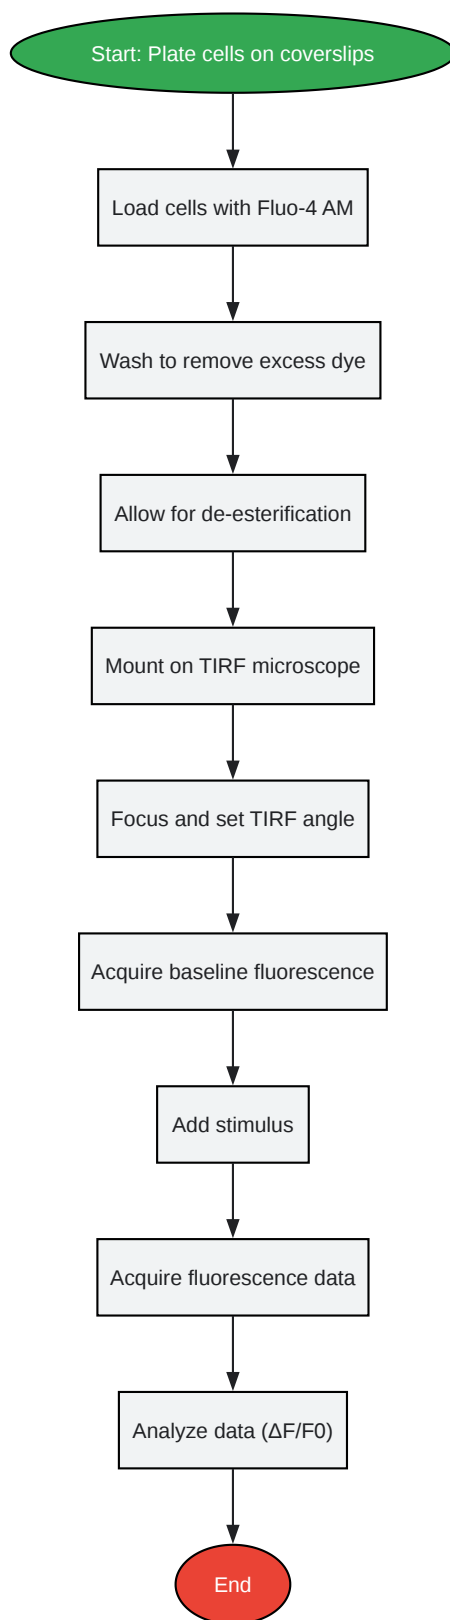 Start: Plate cells on coverslips
Load cells with Fluo-4 AM
Wash to remove excess dye
Allow for de-esterification
Mount on TIRF microscope
Focus and set TIRF angle
Acquire baseline fluorescence
Add stimulus
Acquire fluorescence data
Analyze data (ΔF/F0)
End